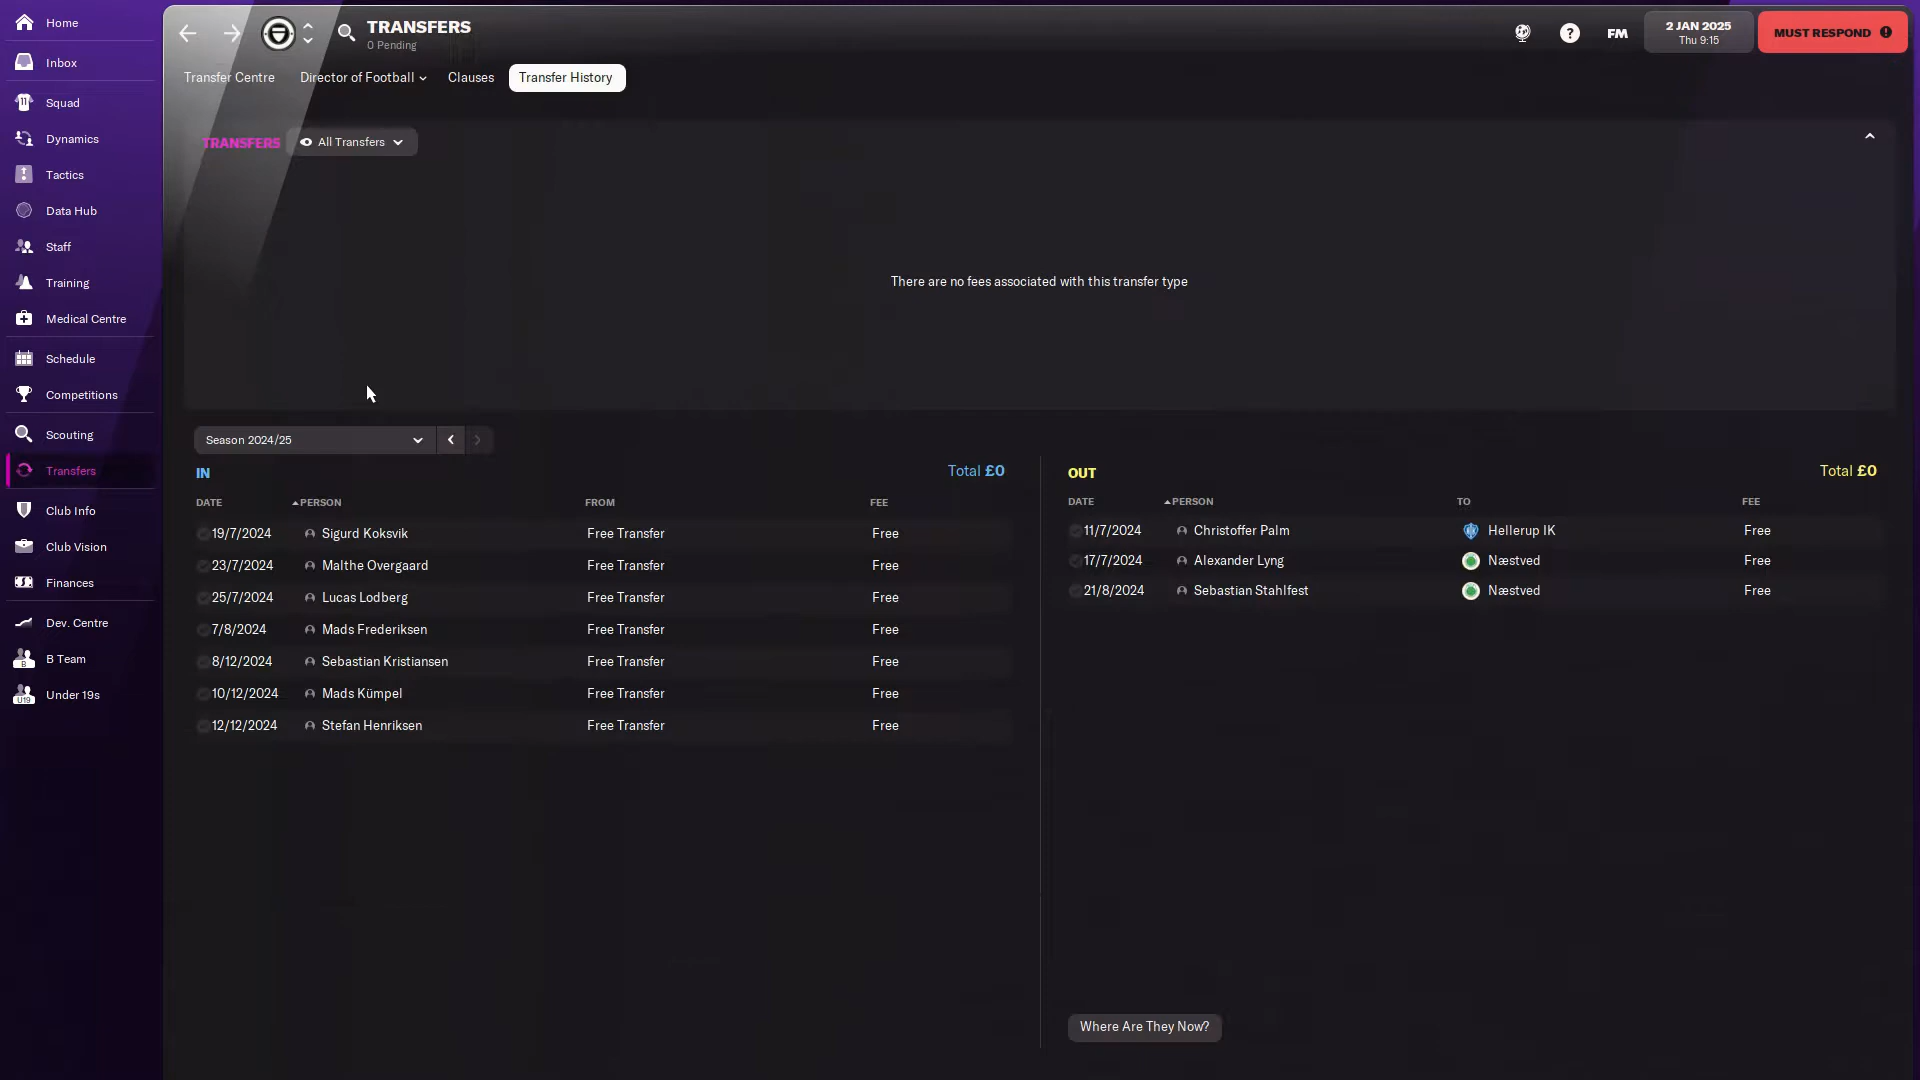 Home
Inbox
Squad
Dynamics
Tactics
Data Hub
Staff
Training
Medical Centre
Schedule
Competitions
Scouting
Transfers
Club Info
Club Vision
Finances
Dev. Centre
B Team
Under 19s
TRANSFERS
0 Pending
FM
2 JAN 2025
Thu 9:15
MUST RESPOND
Transfer Centre
Director of Football
Clauses
Transfer History
TRANSFERS
All Transfers
There are no fees associated with this transfer type
Season 2024/25
IN Total £0
DATE PERSON FROM FEE
19/7/2024 Sigurd Koksvik Free Transfer Free
23/7/2024 Malthe Overgaard Free Transfer Free
25/7/2024 Lucas Lodberg Free Transfer Free
7/8/2024 Mads Frederiksen Free Transfer Free
8/12/2024 Sebastian Kristiansen Free Transfer Free
10/12/2024 Mads Kümpel Free Transfer Free
12/12/2024 Stefan Henriksen Free Transfer Free
OUT Total £0
DATE PERSON TO FEE
11/7/2024 Christoffer Palm Hellerup IK Free
17/7/2024 Alexander Lyng Næstved Free
21/8/2024 Sebastian Stahlfest Næstved Free
Where Are They Now?